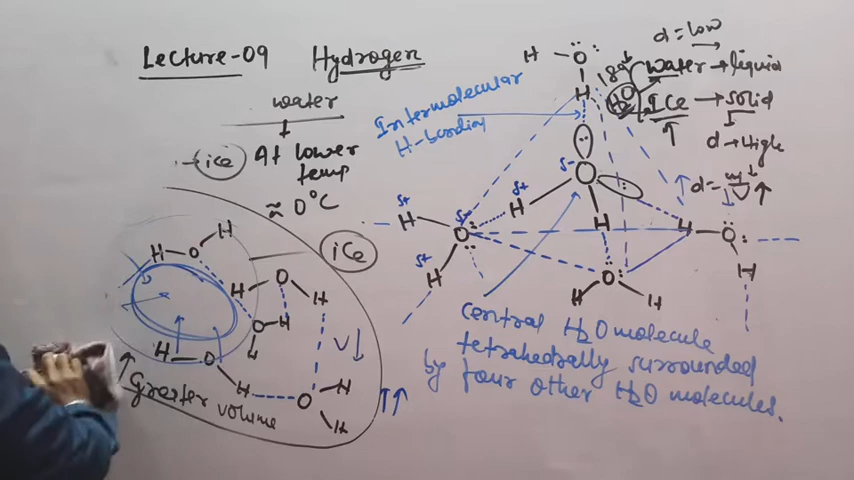 Lecture-09 Hydrogen
water
→ ice At lower
temp
≈ 0°C
Intermolecular
H-bonding
d = low
water → liquid
H2O
ICe → Solid
d → High
d = m/V
ice
H O H
H O H
O H
H
H O H
O H
H
V ↓
Greater volume
H O
H
O δ-
H δ+
H
H δ+ O δ-
H δ+
H O
H
O
H H
Central H2O molecule
tetrahedrally surrounded
by four other H2O molecules.